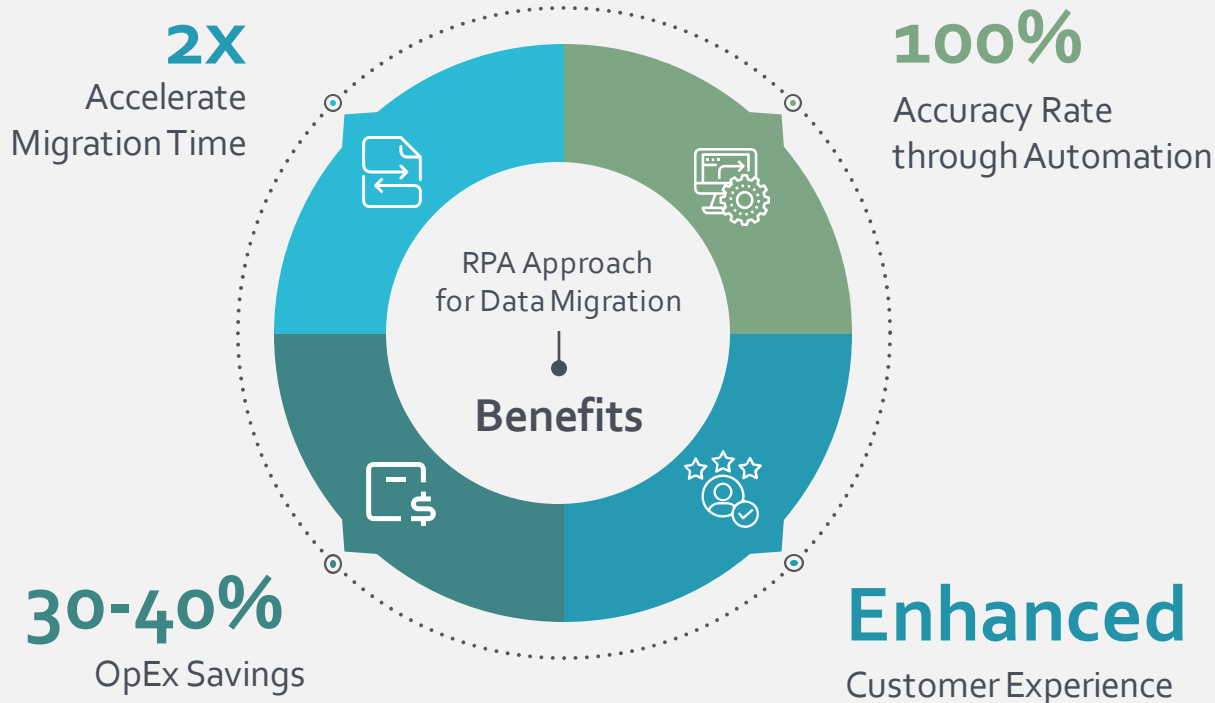 2X
Accelerate
Migration Time
100%
Accuracy Rate
through Automation
RPA Approach
for Data Migration
Benefits
30-40%
OpEx Savings
Enhanced
Customer Experience